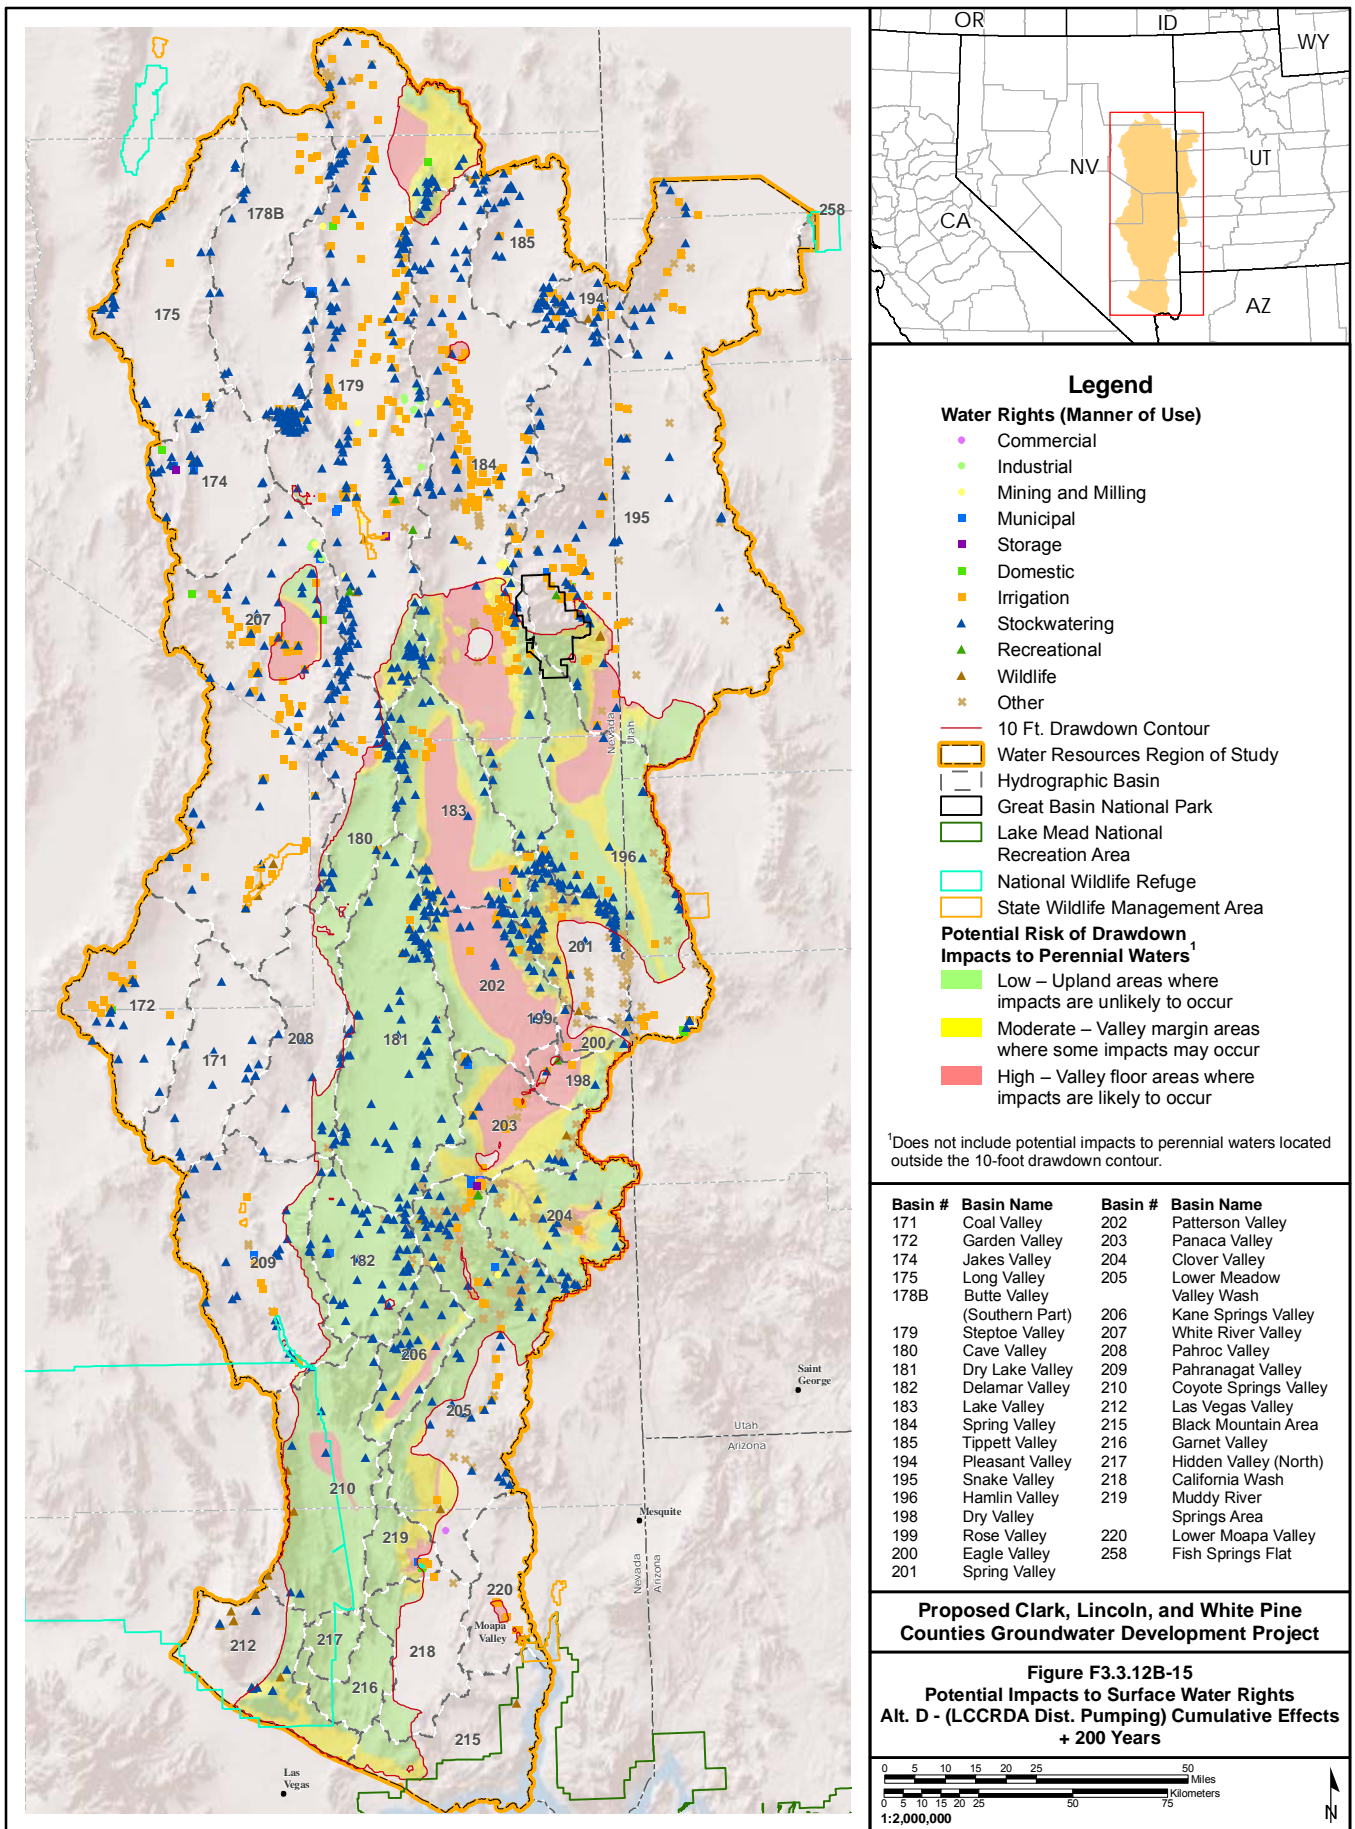 OR
ID
WY
NV
UT
CA
AZ
258
178B
185
194
175
179
184
174
195
207
Nevada
Utah
183
180
196
201
202
172
199
208
200
181
171
198
203
204
209
182
206
Saint
George
205
Utah
Arizona
210
Mesquite
219
Nevada
Arizona
220
Moapa
Valley
212
217
218
216
215
Las
Vegas
Legend
Water Rights (Manner of Use)
Commercial
Industrial
Mining and Milling
Municipal
Storage
Domestic
Irrigation
Stockwatering
Recreational
Wildlife
Other
10 Ft. Drawdown Contour
Water Resources Region of Study
Hydrographic Basin
Great Basin National Park
Lake Mead National
Recreation Area
National Wildlife Refuge
State Wildlife Management Area
Potential Risk of Drawdown
Impacts to Perennial Waters1
Low – Upland areas where
impacts are unlikely to occur
Moderate – Valley margin areas
where some impacts may occur
High – Valley floor areas where
impacts are likely to occur
1Does not include potential impacts to perennial waters located
outside the 10-foot drawdown contour.
Basin # Basin Name Basin # Basin Name
171 Coal Valley 202 Patterson Valley
172 Garden Valley 203 Panaca Valley
174 Jakes Valley 204 Clover Valley
175 Long Valley 205 Lower Meadow
178B Butte Valley Valley Wash
(Southern Part) 206 Kane Springs Valley
179 Steptoe Valley 207 White River Valley
180 Cave Valley 208 Pahroc Valley
181 Dry Lake Valley 209 Pahranagat Valley
182 Delamar Valley 210 Coyote Springs Valley
183 Lake Valley 212 Las Vegas Valley
184 Spring Valley 215 Black Mountain Area
185 Tippett Valley 216 Garnet Valley
194 Pleasant Valley 217 Hidden Valley (North)
195 Snake Valley 218 California Wash
196 Hamlin Valley 219 Muddy River
198 Dry Valley Springs Area
199 Rose Valley 220 Lower Moapa Valley
200 Eagle Valley 258 Fish Springs Flat
201 Spring Valley
Proposed Clark, Lincoln, and White Pine
Counties Groundwater Development Project
Figure F3.3.12B-15
Potential Impacts to Surface Water Rights
Alt. D - (LCCRDA Dist. Pumping) Cumulative Effects
+ 200 Years
0 5 10 15 20 25 50
Miles
Kilometers
0 5 10 15 20 25 50 75
1:2,000,000
N